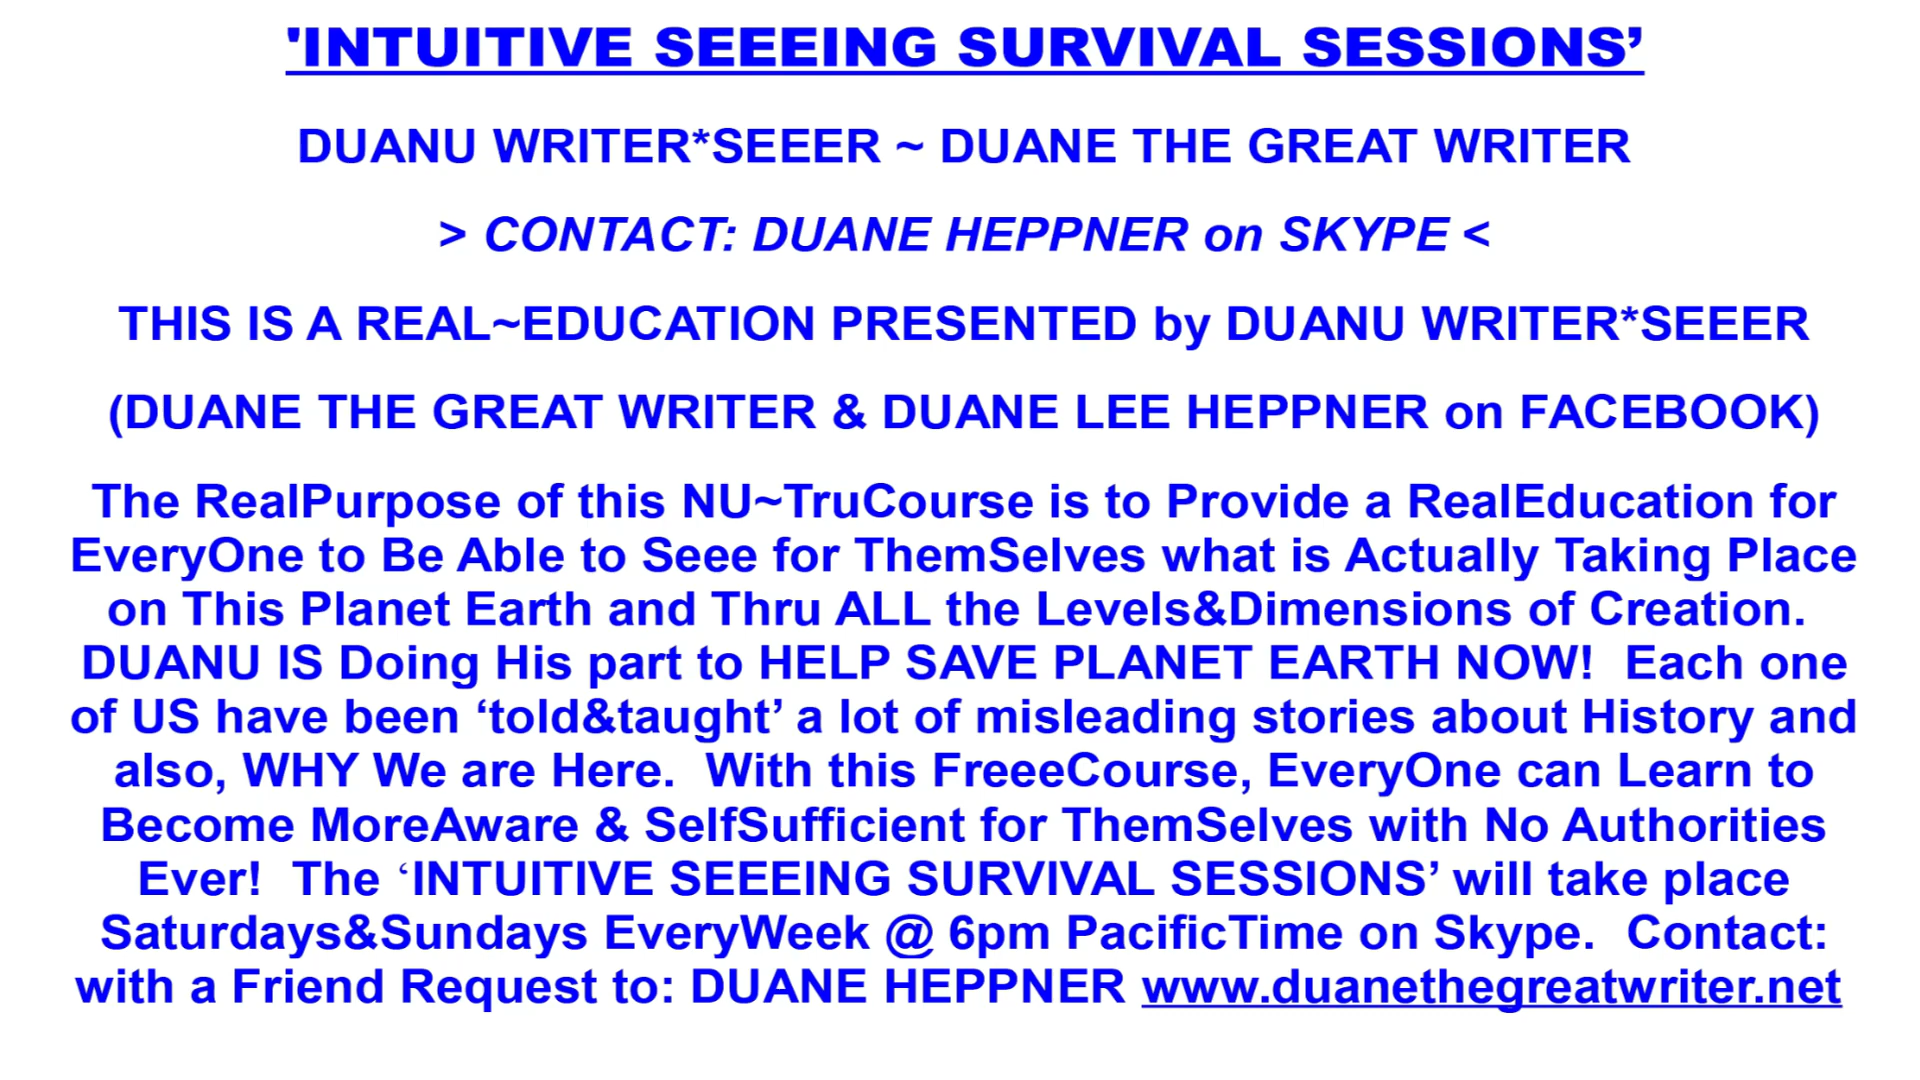 'INTUITIVE SEEEING SURVIVAL SESSIONS’
DUANU WRITER*SEEER ~ DUANE THE GREAT WRITER
> CONTACT: DUANE HEPPNER on SKYPE <
THIS IS A REAL~EDUCATION PRESENTED by DUANU WRITER*SEEER
(DUANE THE GREAT WRITER & DUANE LEE HEPPNER on FACEBOOK)
The RealPurpose of this NU~TruCourse is to Provide a RealEducation for
EveryOne to Be Able to Seee for ThemSelves what is Actually Taking Place
on This Planet Earth and Thru ALL the Levels&Dimensions of Creation.
DUANU IS Doing His part to HELP SAVE PLANET EARTH NOW!  Each one
of US have been ‘told&taught’ a lot of misleading stories about History and
also, WHY We are Here.  With this FreeeCourse, EveryOne can Learn to
Become MoreAware & SelfSufficient for ThemSelves with No Authorities
Ever!  The ‘INTUITIVE SEEEING SURVIVAL SESSIONS’ will take place
Saturdays&Sundays EveryWeek @ 6pm PacificTime on Skype.  Contact:
with a Friend Request to: DUANE HEPPNER www.duanethegreatwriter.net